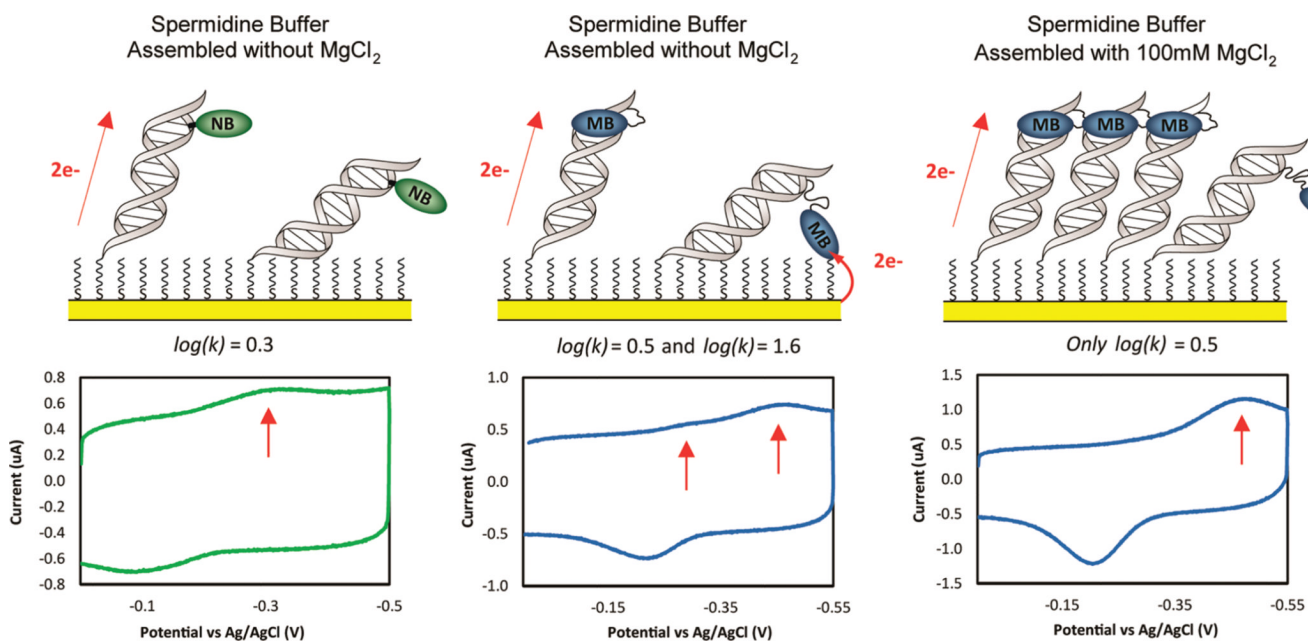 Spermidine Buffer
Assembled without MgCl₂
2e-
NB
NB
S S S S S S S S S S S S
log(k) = 0.3
0.8
0.6
0.4
0.2
0.0
-0.2
-0.4
-0.6
-0.8
Current (uA)
-0.1
-0.3
-0.5
Potential vs Ag/AgCl (V)
Spermidine Buffer
Assembled without MgCl₂
2e-
MB
MB
2e-
S S S S S S S S S S S S
log(k) = 0.5 and log(k) = 1.6
1.0
0.5
0.0
-0.5
-1.0
Current (uA)
-0.15
-0.35
-0.55
Potential vs Ag/AgCl (V)
Spermidine Buffer
Assembled with 100mM MgCl₂
2e-
MB
MB
MB
S S S S S S S S S S S S
Only log(k) = 0.5
1.5
1.0
0.5
0.0
-0.5
-1.0
-1.5
Current (uA)
-0.15
-0.35
-0.55
Potential vs Ag/AgCl (V)